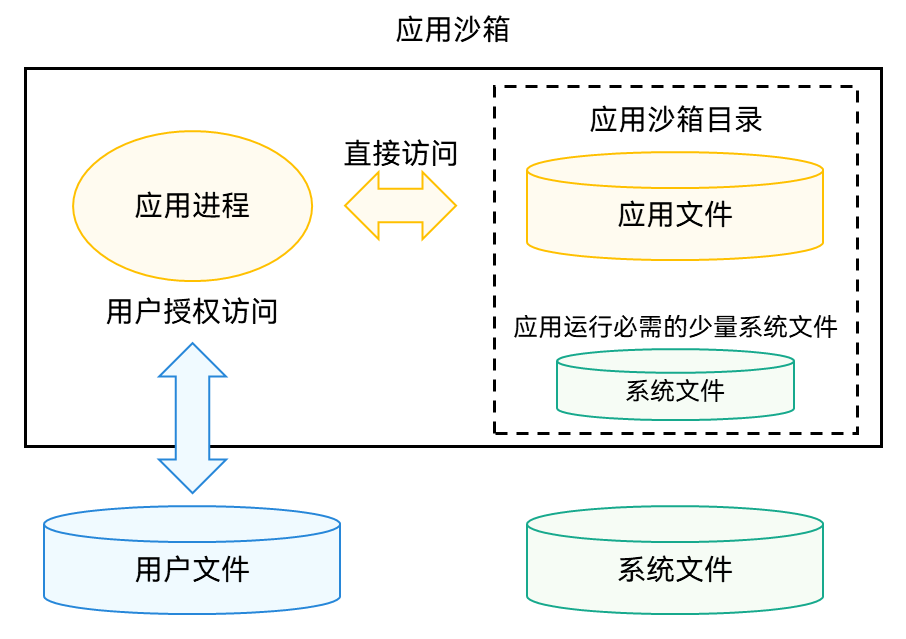 应用沙箱
应用沙箱目录
直接访问
应用进程
应用文件
用户授权访问
应用运行必需的少量系统文件
系统文件
用户文件
系统文件